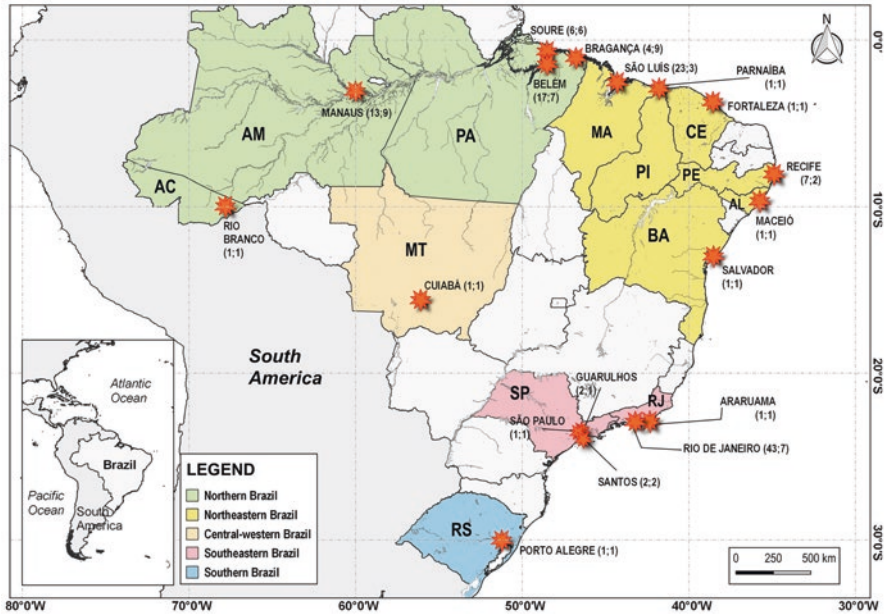 SOURE (6;6)
BRAGANÇA (4;9)
SÃO LUÍS (23;3)
PARNAÍBA
(1;1)
FORTALEZA (1;1)
BELÉM
(17;7)
MANAUS (13;9)
AM
PA
MA
CE
PI
PE
RECIFE
(7;2)
AC
AL
MACEIÓ
(1;1)
RIO
BRANCO
(1;1)
MT
BA
SALVADOR
(1;1)
CUIABÁ (1;1)
South
America
GUARULHOS
(2;1)
SP
RJ
ARARUAMA
(1;1)
SÃO PAULO
(1;1)
RIO DE JANEIRO (43;7)
SANTOS (2;2)
RS
PORTO ALEGRE (1;1)
N
0°0'
10°0'S
20°0'S
30°0'S
Atlantic
Ocean
Brazil
Pacific
Ocean
South
America
LEGEND
Northern Brazil
Northeastern Brazil
Central-western Brazil
Southeastern Brazil
Southern Brazil
0 250 500 km
80°0'W 70°0'W 60°0'W 50°0'W 40°0'W 30°0'W